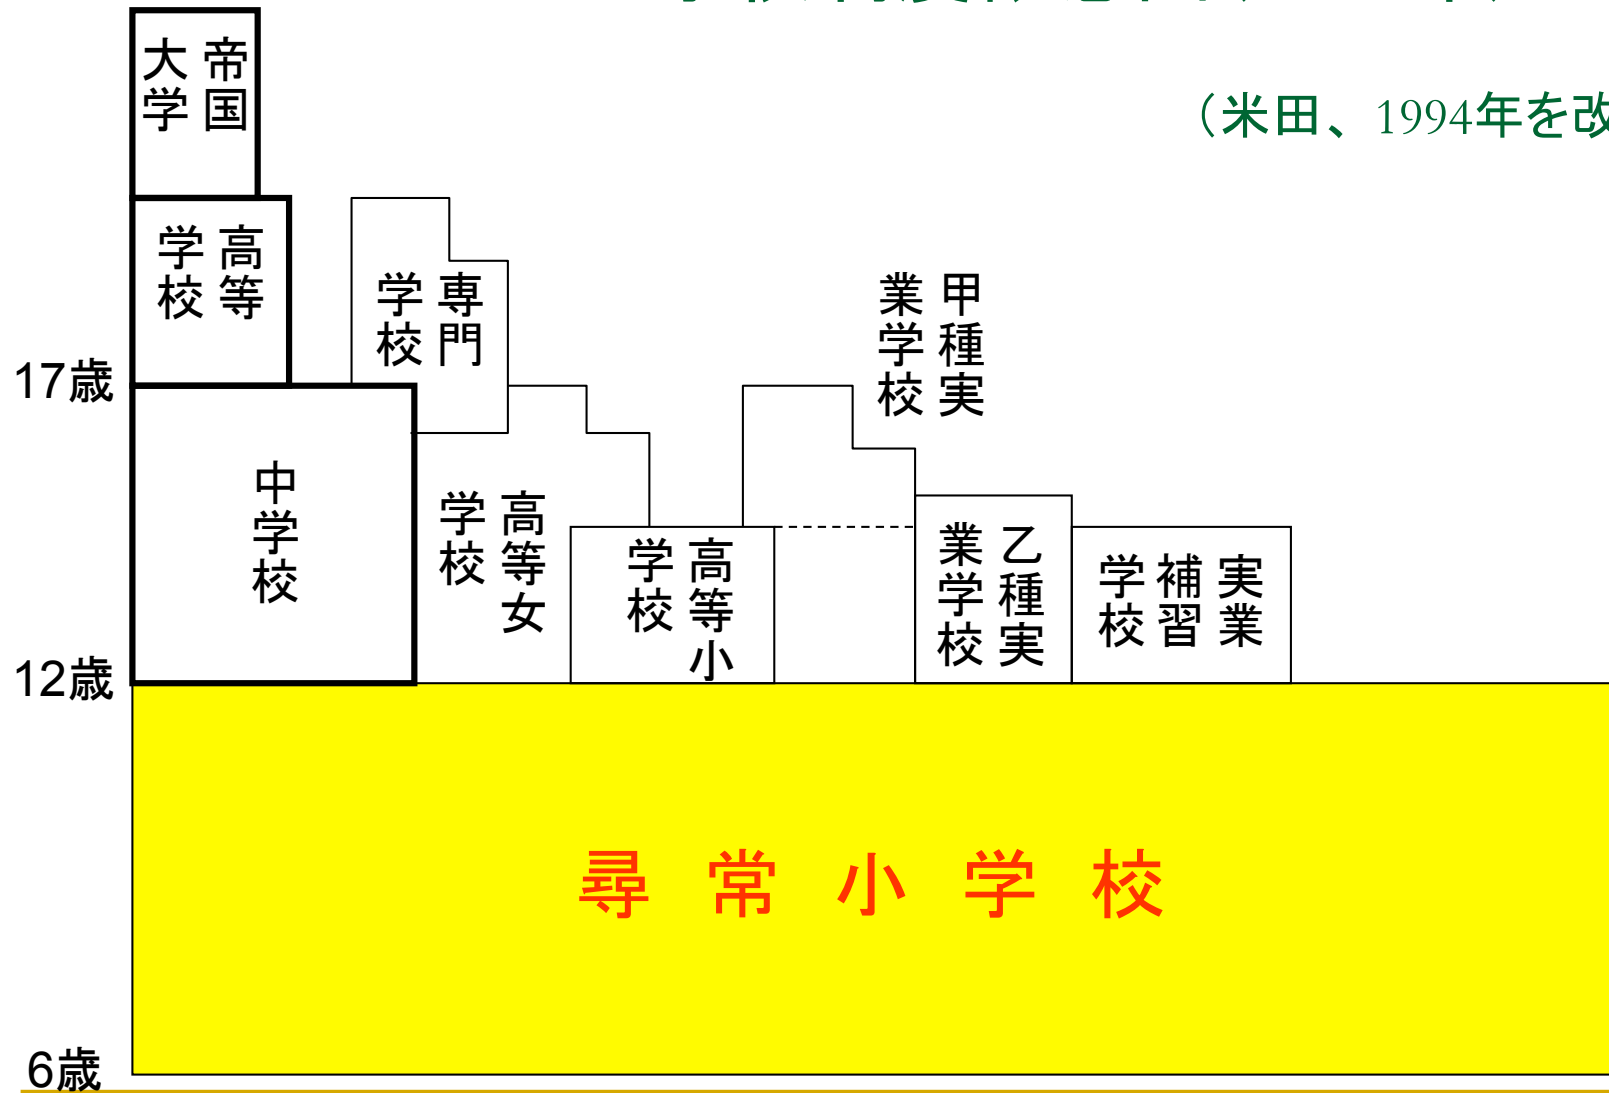 （米田、1994年を改
帝国
大学
高等
学校
専門
学校
甲種実
業学校
17歳
中学校
高等女
学校
高等小
学校
乙種実
業学校
実業
補習
学校
12歳
尋常小学校
6歳